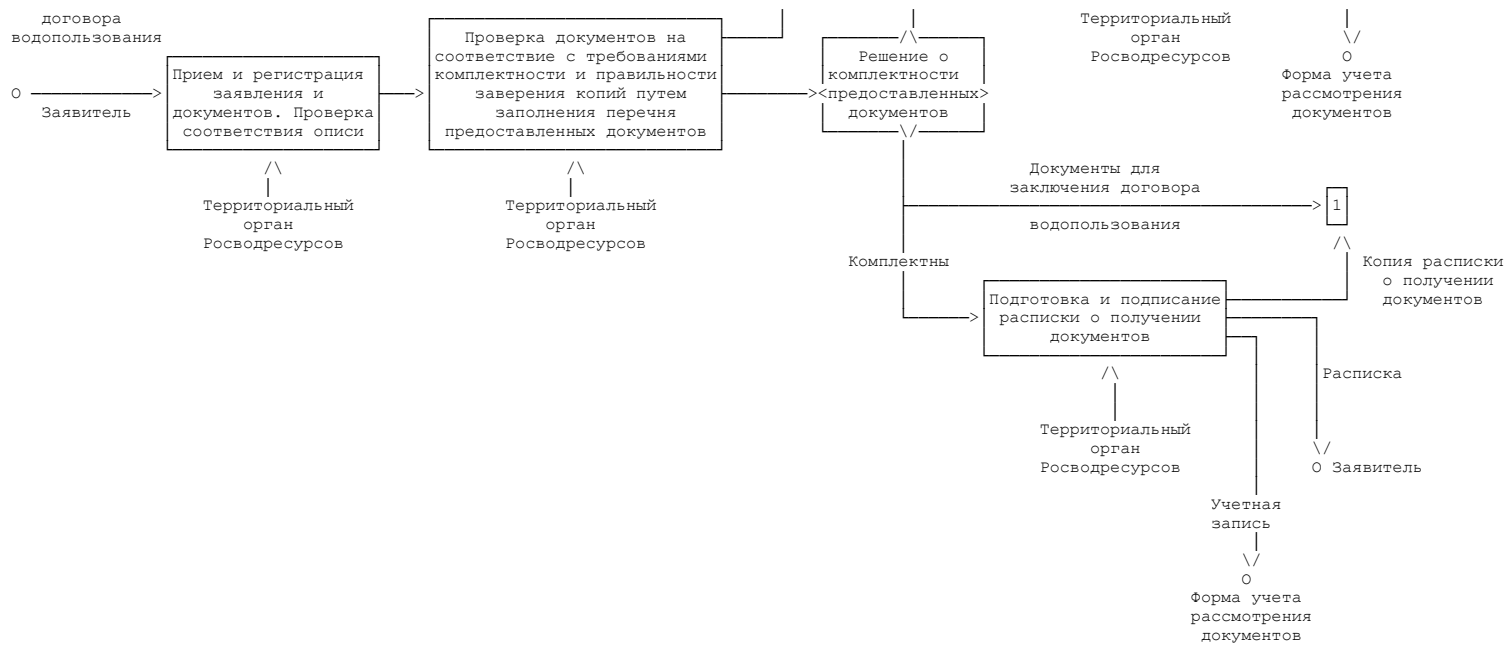 договора
водопользования
О
Заявитель
Прием и регистрация
заявления и
документов. Проверка
соответствия описи
Территориальный
орган
Росводресурсов
Проверка документов на
соответствие с требованиями
комплектности и правильности
заверения копий путем
заполнения перечня
предоставленных документов
Территориальный
орган
Росводресурсов
Решение о
комплектности
предоставленных
документов
Территориальный
орган
Росводресурсов
О
Форма учета
рассмотрения
документов
Документы для
заключения договора
водопользования
1
Комплектны
Копия расписки
о получении
документов
Подготовка и подписание
расписки о получении
документов
Территориальный
орган
Росводресурсов
Расписка
О Заявитель
Учетная
запись
О
Форма учета
рассмотрения
документов